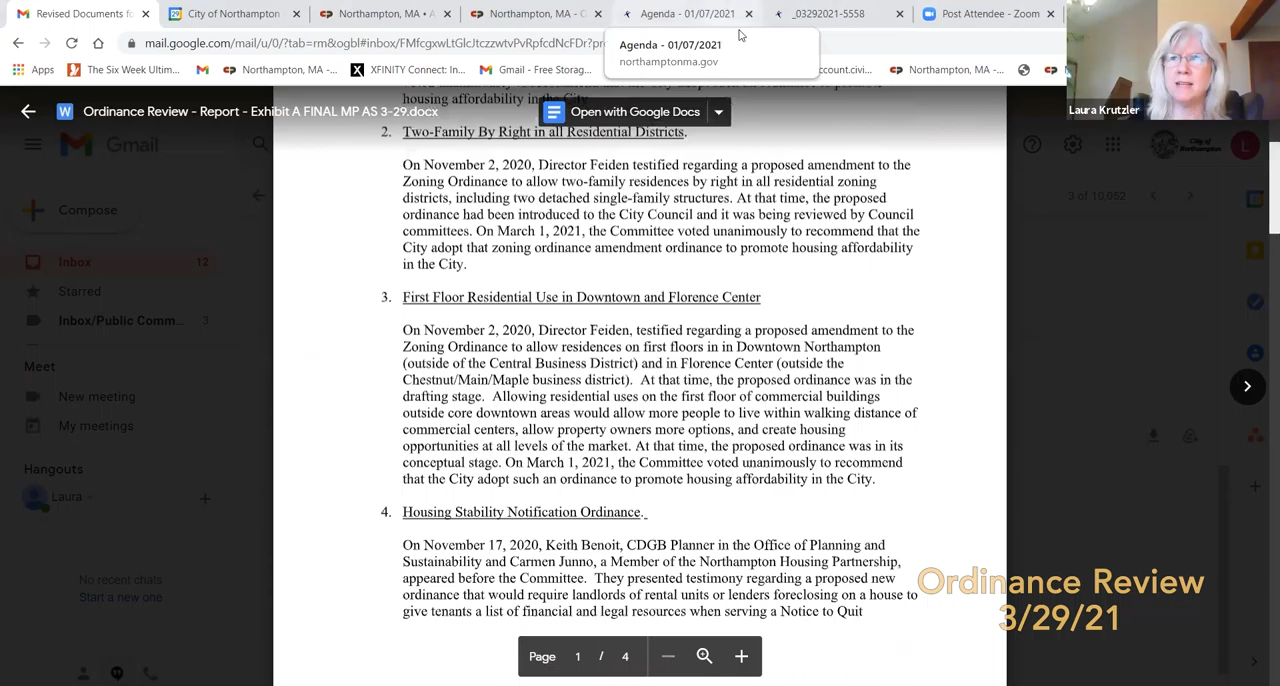 Revised Documents fo
City of Northampton
Northampton, MA • A
Northampton, MA - C
Agenda - 01/07/2021
_03292021-5558
Post Attendee - Zoom
mail.google.com/mail/u/0/?tab=rm&ogbl#inbox/FMfcgxwLtGlcJtczzwtvPvRpfcdNcFDr?pr
Agenda - 01/07/2021
northamptonma.gov
Apps
The Six Week Ultim...
Northampton, MA -...
XFINITY Connect: In...
Gmail - Free Storag...
count.civi...
Northampton, MA -...
CP
Laura Krutzler
Ordinance Review - Report - Exhibit A FINAL MP AS 3-29.docx
Open with Google Docs
Gmail
City of
Northampton
L
Compose
3 of 10,052
Inbox
12
Starred
Inbox/Public Comm...
3
Meet
New meeting
My meetings
Hangouts
Laura
No recent chats
Start a new one
housing affordability in the City.
2. Two-Family By Right in all Residential Districts.
On November 2, 2020, Director Feiden testified regarding a proposed amendment to the
Zoning Ordinance to allow two-family residences by right in all residential zoning
districts, including two detached single-family structures. At that time, the proposed
ordinance had been introduced to the City Council and it was being reviewed by Council
committees. On March 1, 2021, the Committee voted unanimously to recommend that the
City adopt that zoning ordinance amendment ordinance to promote housing affordability
in the City.
3. First Floor Residential Use in Downtown and Florence Center
On November 2, 2020, Director Feiden, testified regarding a proposed amendment to the
Zoning Ordinance to allow residences on first floors in in Downtown Northampton
(outside of the Central Business District) and in Florence Center (outside the
Chestnut/Main/Maple business district). At that time, the proposed ordinance was in the
drafting stage. Allowing residential uses on the first floor of commercial buildings
outside core downtown areas would allow more people to live within walking distance of
commercial centers, allow property owners more options, and create housing
opportunities at all levels of the market. At that time, the proposed ordinance was in its
conceptual stage. On March 1, 2021, the Committee voted unanimously to recommend
that the City adopt such an ordinance to promote housing affordability in the City.
4. Housing Stability Notification Ordinance.
On November 17, 2020, Keith Benoit, CDGB Planner in the Office of Planning and
Sustainability and Carmen Junno, a Member of the Northampton Housing Partnership,
appeared before the Committee. They presented testimony regarding a proposed new
ordinance that would require landlords of rental units or lenders foreclosing on a house to
give tenants a list of financial and legal resources when serving a Notice to Quit
Page 1 / 4
Ordinance Review
3/29/21